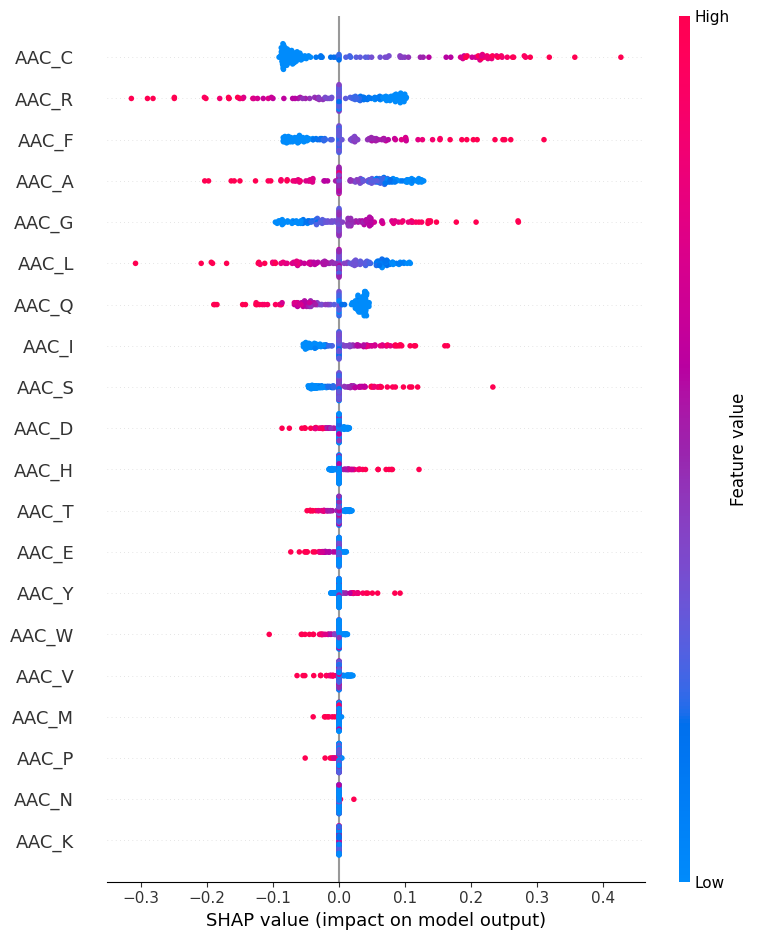 High
AAC_C
AAC_R
AAC_F
AAC_A
AAC_G
AAC_L
AAC_Q
AAC_I
AAC_S
AAC_D
AAC_H
AAC_T
AAC_E
AAC_Y
AAC_W
AAC_V
AAC_M
AAC_P
AAC_N
AAC_K
Feature value
Low
−0.3 −0.2 −0.1 0.0 0.1 0.2 0.3 0.4
SHAP value (impact on model output)